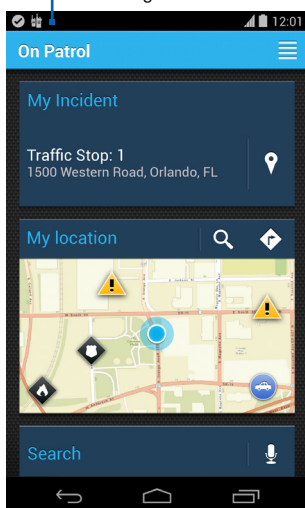 12:01
On Patrol
My Incident
Traffic Stop: 1
1500 Western Road, Orlando, FL
My location
Search